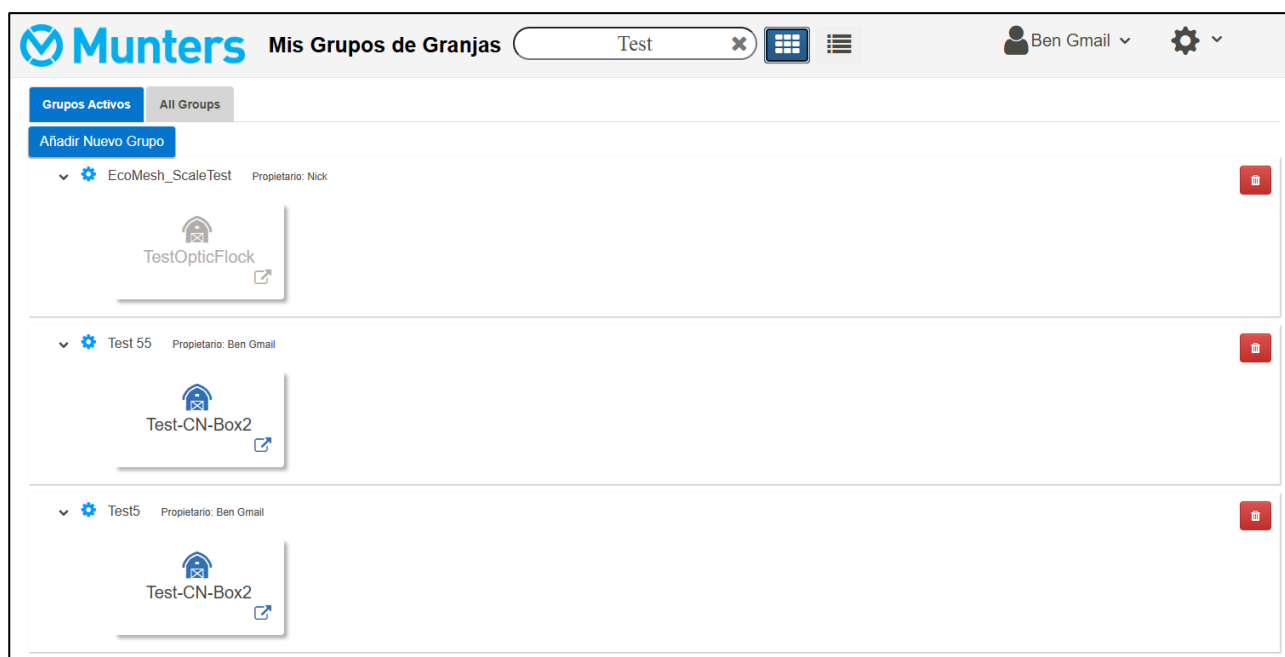 Munters Mis Grupos de Granjas Test Ben Gmail
Grupos Activos All Groups
Añadir Nuevo Grupo
EcoMesh_ScaleTest Propietario: Nick
TestOpticFlock
Test 55 Propietario: Ben Gmail
Test-CN-Box2
Test5 Propietario: Ben Gmail
Test-CN-Box2